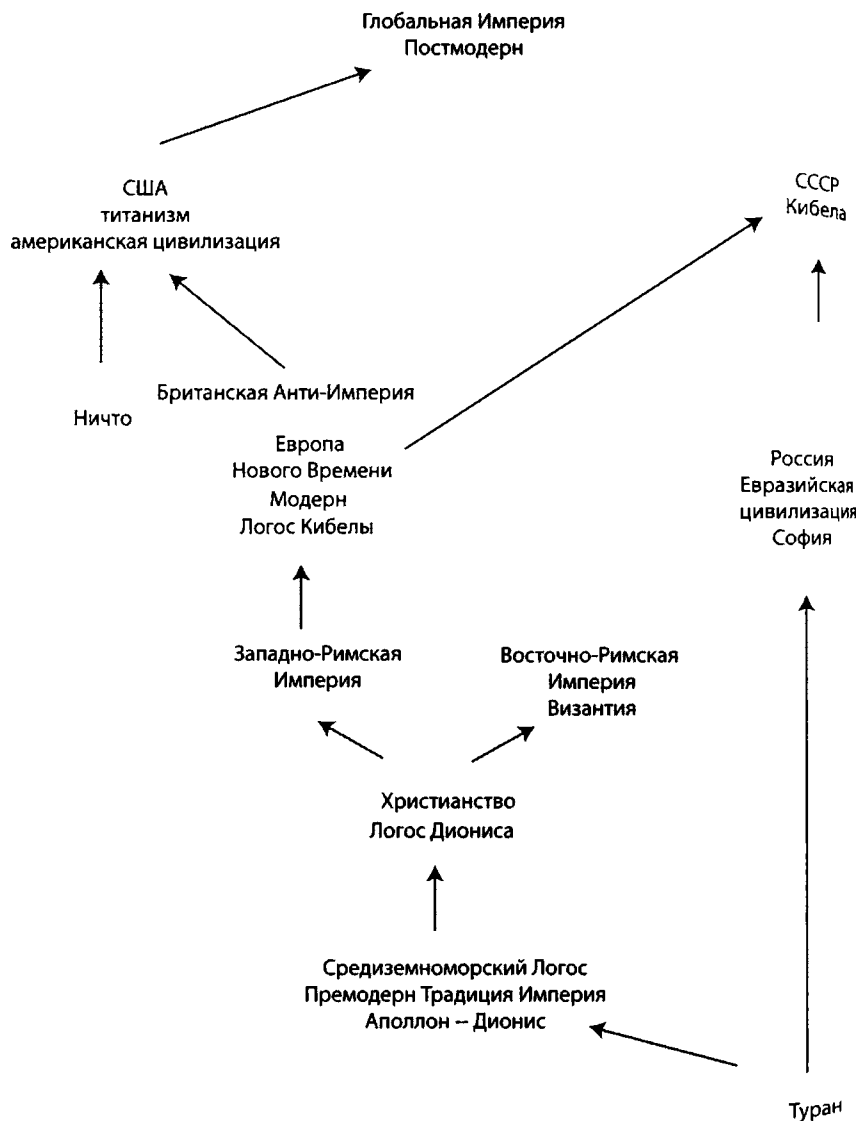 Глобальная Империя
Постмодерн
США
титанизм
американская цивилизация
СССР
Кибела
Британская Анти-Империя
Ничто
Европа
Нового Времени
Модерн
Логос Кибелы
Россия
Евразийская
цивилизация
София
Западно-Римская
Империя
Восточно-Римская
Империя
Византия
Христианство
Логос Диониса
Средиземноморский Логос
Премодерн Традиция Империя
Аполлон – Дионис
Туран